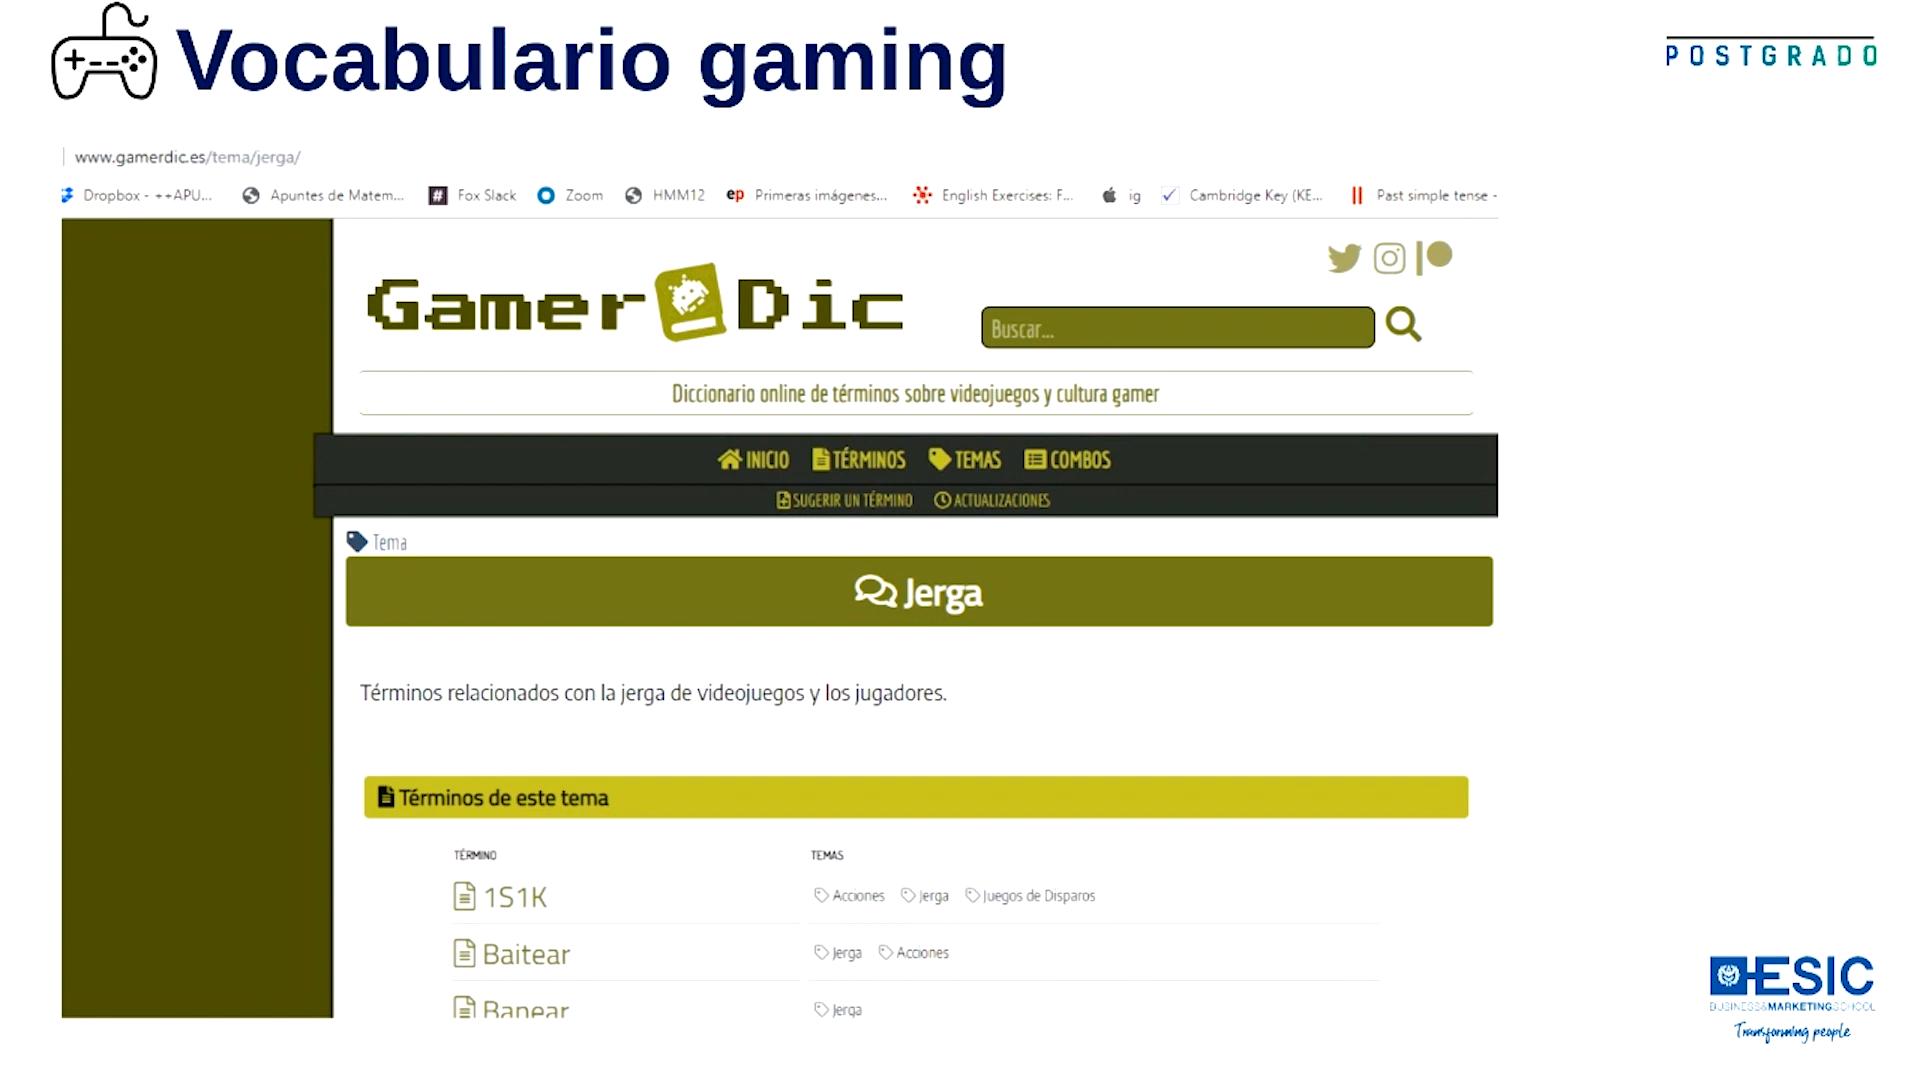 Vocabulario gaming
POSTGRADO
www.gamerdic.es/tema/jerga/
Dropbox - ++APU... Apuntes de Matem... # Fox Slack Zoom HMM12 ep Primeras imágenes... English Exercises: F... ig Cambridge Key (KE... Past simple tense -
Gamer Dic
Buscar...
Diccionario online de términos sobre videojuegos y cultura gamer
INICIO TÉRMINOS TEMAS COMBOS
SUGERIR UN TÉRMINO ACTUALIZACIONES
Tema
Jerga
Términos relacionados con la jerga de videojuegos y los jugadores.
Términos de este tema
TÉRMINO TEMAS
1S1K Acciones Jerga Juegos de Disparos
Baitear Jerga Acciones
Banear Jerga
ESIC
BUSINESS&MARKETINGSCHOOL
Transforming people